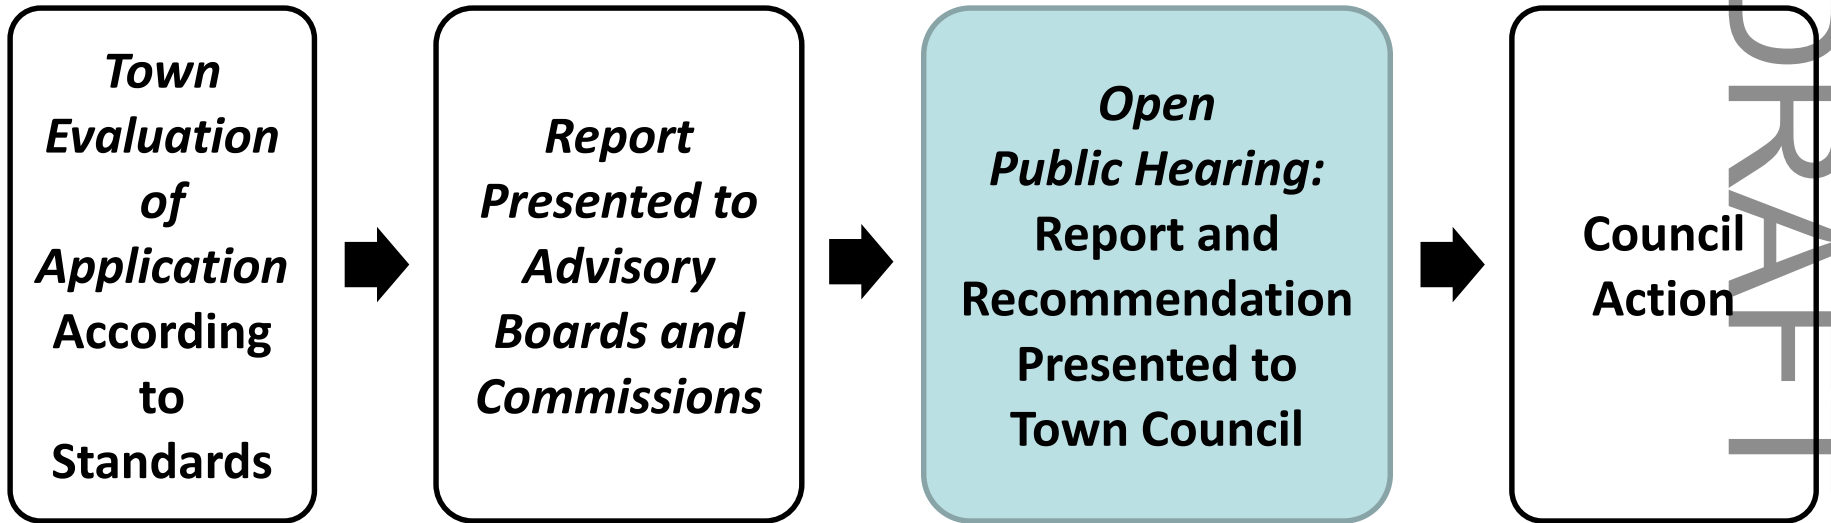 Town
Evaluation
of
Application
According
to
Standards
Report
Presented to
Advisory
Boards and
Commissions
Open
Public Hearing:
Report and
Recommendation
Presented to
Town Council
Council
Action
DRAFT